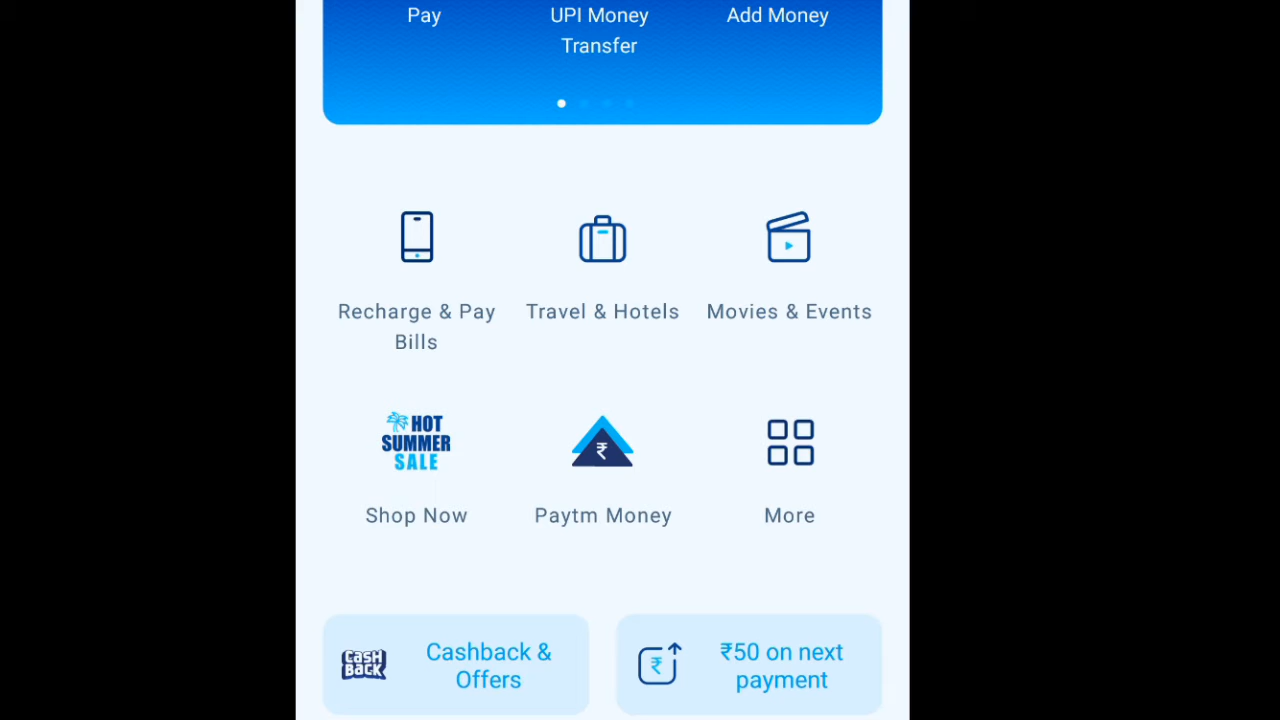 Pay
UPI Money
Transfer
Add Money
Recharge & Pay
Bills
Travel & Hotels
Movies & Events
HOT
SUMMER
SALE
Shop Now
₹
Paytm Money
More
CASH
BACK
Cashback &
Offers
₹
₹50 on next
payment